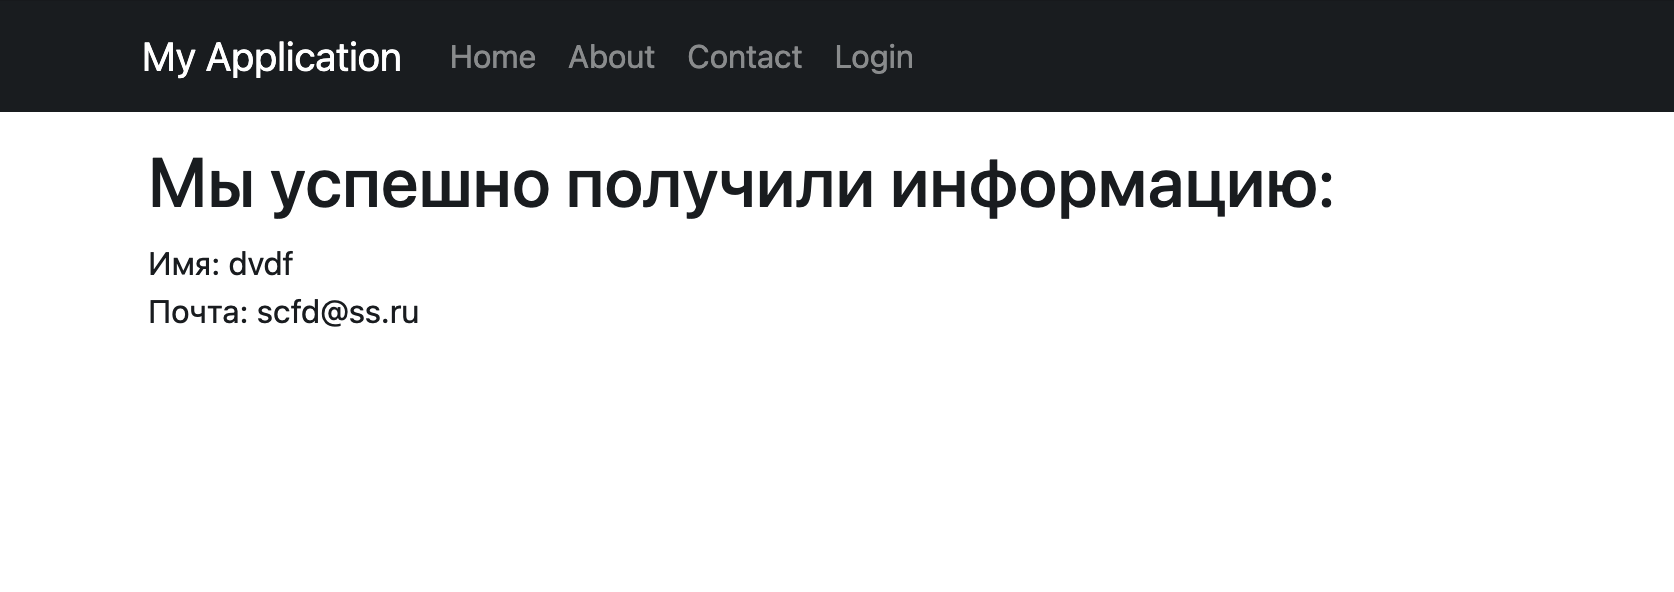 My Application Home About Contact Login
Мы успешно получили информацию:
Имя: dvdf
Почта: scfd@ss.ru